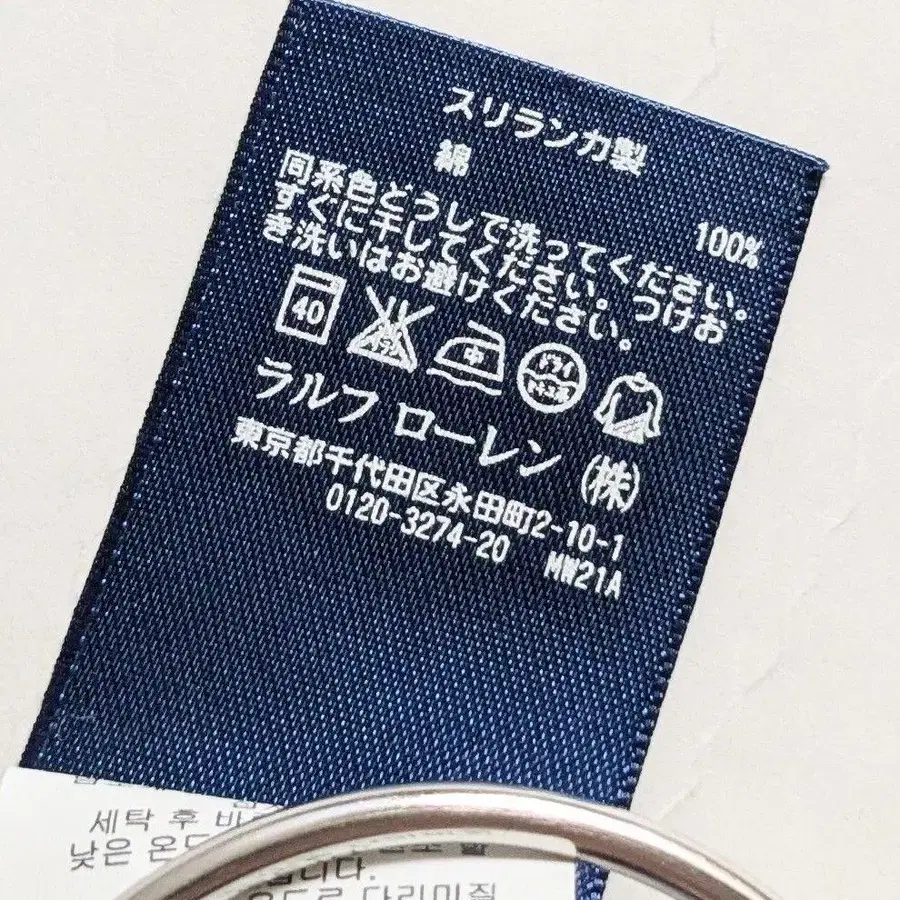 スリランカ製
綿 100%
同系色どうしで洗ってください。
すぐに干してください。つけお
き洗いはお避けください。
40 中 ドライ
ラルフ ローレン (株)
東京都千代田区永田町2-10-1
0120-3274-20 MW21A
세탁 후 바
낮은 온도
니다.
다리미질